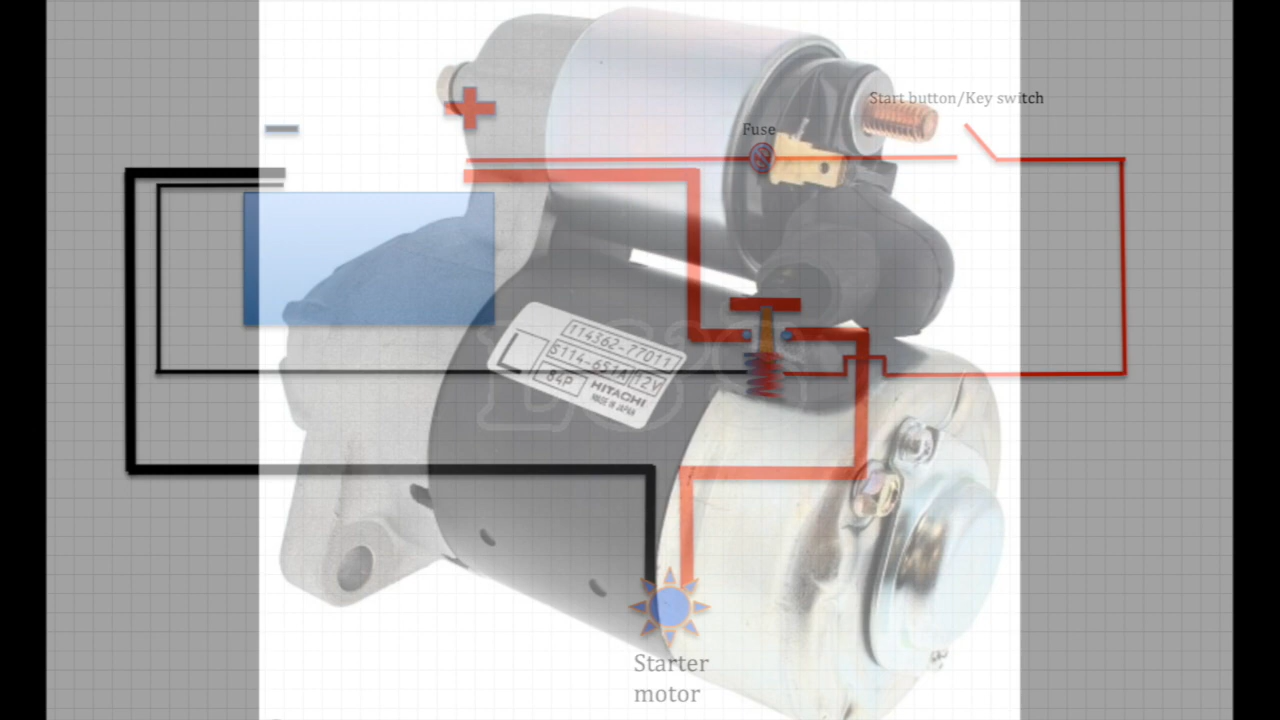 Start button/Key switch
Fuse
114362-77011
S114-651A 12V
84P HITACHI
MADE IN JAPAN
L
Starter
motor